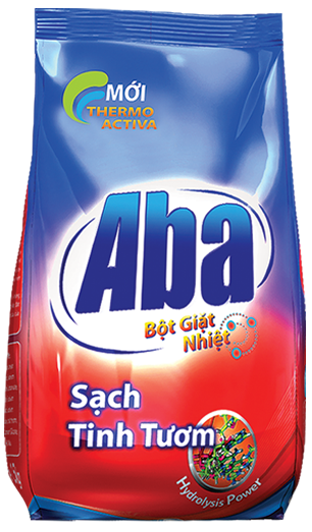 MỚI
THERMO
ACTIVA
Aba
Bột Giặt
Nhiệt
Sạch
Tinh Tươm
Hydrolysis Power